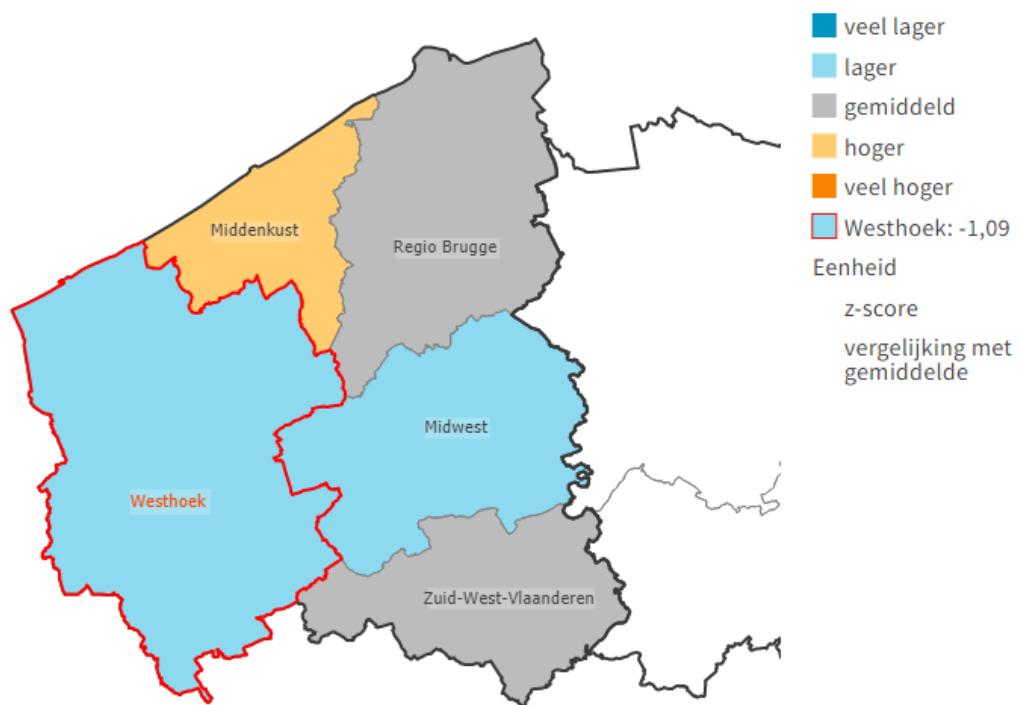 veel lager
lager
gemiddeld
hoger
veel hoger
Westhoek: -1,09
Eenheid
z-score
vergelijking met
gemiddelde
Middenkust
Regio Brugge
Midwest
Westhoek
Zuid-West-Vlaanderen